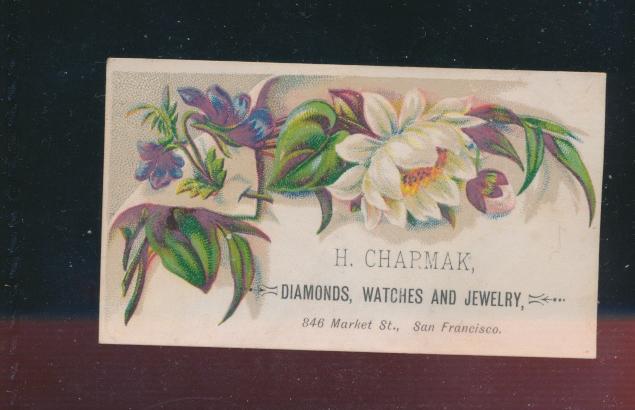 H. CHARMAK,
DIAMONDS, WATCHES AND JEWELRY,
846 Market St., San Francisco.